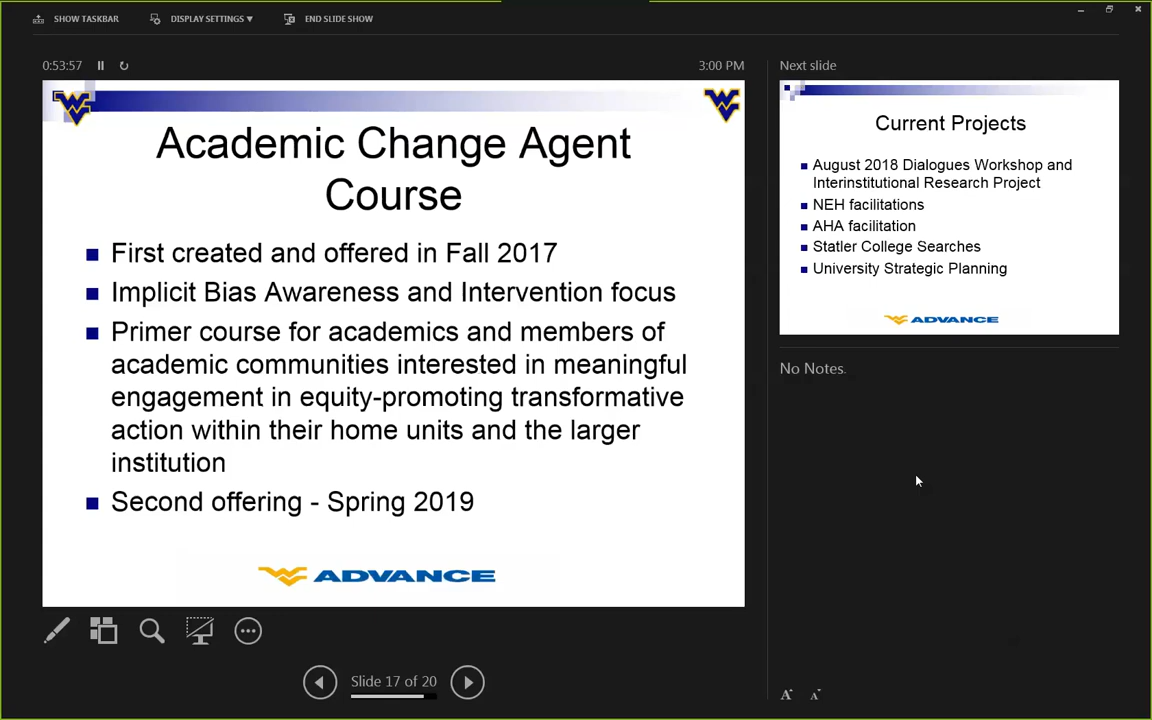 SHOW TASKBAR
DISPLAY SETTINGS ▼
END SLIDE SHOW
0:53:57
3:00 PM
Academic Change Agent
Course
First created and offered in Fall 2017
Implicit Bias Awareness and Intervention focus
Primer course for academics and members of
academic communities interested in meaningful
engagement in equity-promoting transformative
action within their home units and the larger
institution
Second offering - Spring 2019
ADVANCE
Slide 17 of 20
Next slide
Current Projects
August 2018 Dialogues Workshop and
Interinstitutional Research Project
NEH facilitations
AHA facilitation
Statler College Searches
University Strategic Planning
ADVANCE
No Notes.
A A